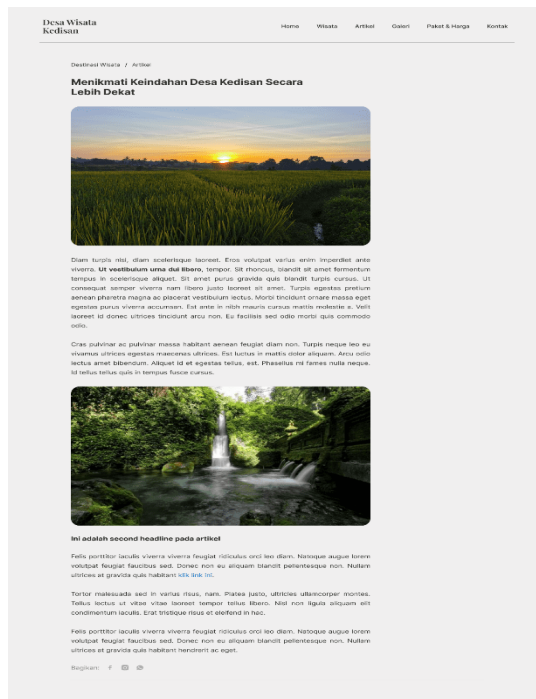 Desa Wisata
Kedisan
Home Wisata Artikel Galeri Paket & Harga Kontak
Destinasi Wisata / Artikel
Menikmati Keindahan Desa Kedisan Secara
Lebih Dekat
Diam turpis nisi, diam scelerisque laoreet. Eros volutpat varius enim imperdiet ante
viverra. Ut vestibulum urna dui libero, tempor. Sit rhoncus, blandit sit amet fermentum
tempus in scelerisque aliquet. Sit amet purus gravida quis blandit turpis cursus. Ut
consequat semper viverra nam libero justo laoreet sit amet. Turpis egestas pretium
aenean pharetra magna ac placerat vestibulum lectus. Morbi tincidunt ornare massa eget
egestas purus viverra accumsan. Est ante in nibh mauris cursus mattis molestie a. Velit
laoreet id donec ultrices tincidunt arcu non. Eu facilisis sed odio morbi quis commodo
odio.
Cras pulvinar ac pulvinar massa habitant aenean feugiat diam non. Turpis neque leo eu
vivamus ultrices egestas maecenas ultrices. Est luctus in mattis dolor aliquam. Arcu odio
lectus amet bibendum. Aliquet id et egestas tellus, est. Phasellus mi fames nulla neque.
Id tellus tellus quis in tempus fusce cursus.
Ini adalah second headline pada artikel
Felis porttitor iaculis viverra viverra feugiat ridiculus orci leo diam. Natoque augue lorem
volutpat feugiat faucibus sed. Donec non eu aliquam blandit pellentesque non. Nullam
ultrices at gravida quis habitant klik link ini.
Tortor malesuada sed in varius risus, nam. Platea justo, ultricies ullamcorper montes.
Tellus lectus ut vitae vitae laoreet tempor tellus libero. Nisl non ligula aliquam elit
condimentum iaculis. Erat tristique risus et eleifend in hac.
Felis porttitor iaculis viverra viverra feugiat ridiculus orci leo diam. Natoque augue lorem
volutpat feugiat faucibus sed. Donec non eu aliquam blandit pellentesque non. Nullam
ultrices at gravida quis habitant hendrerit ac eget.
Bagikan: